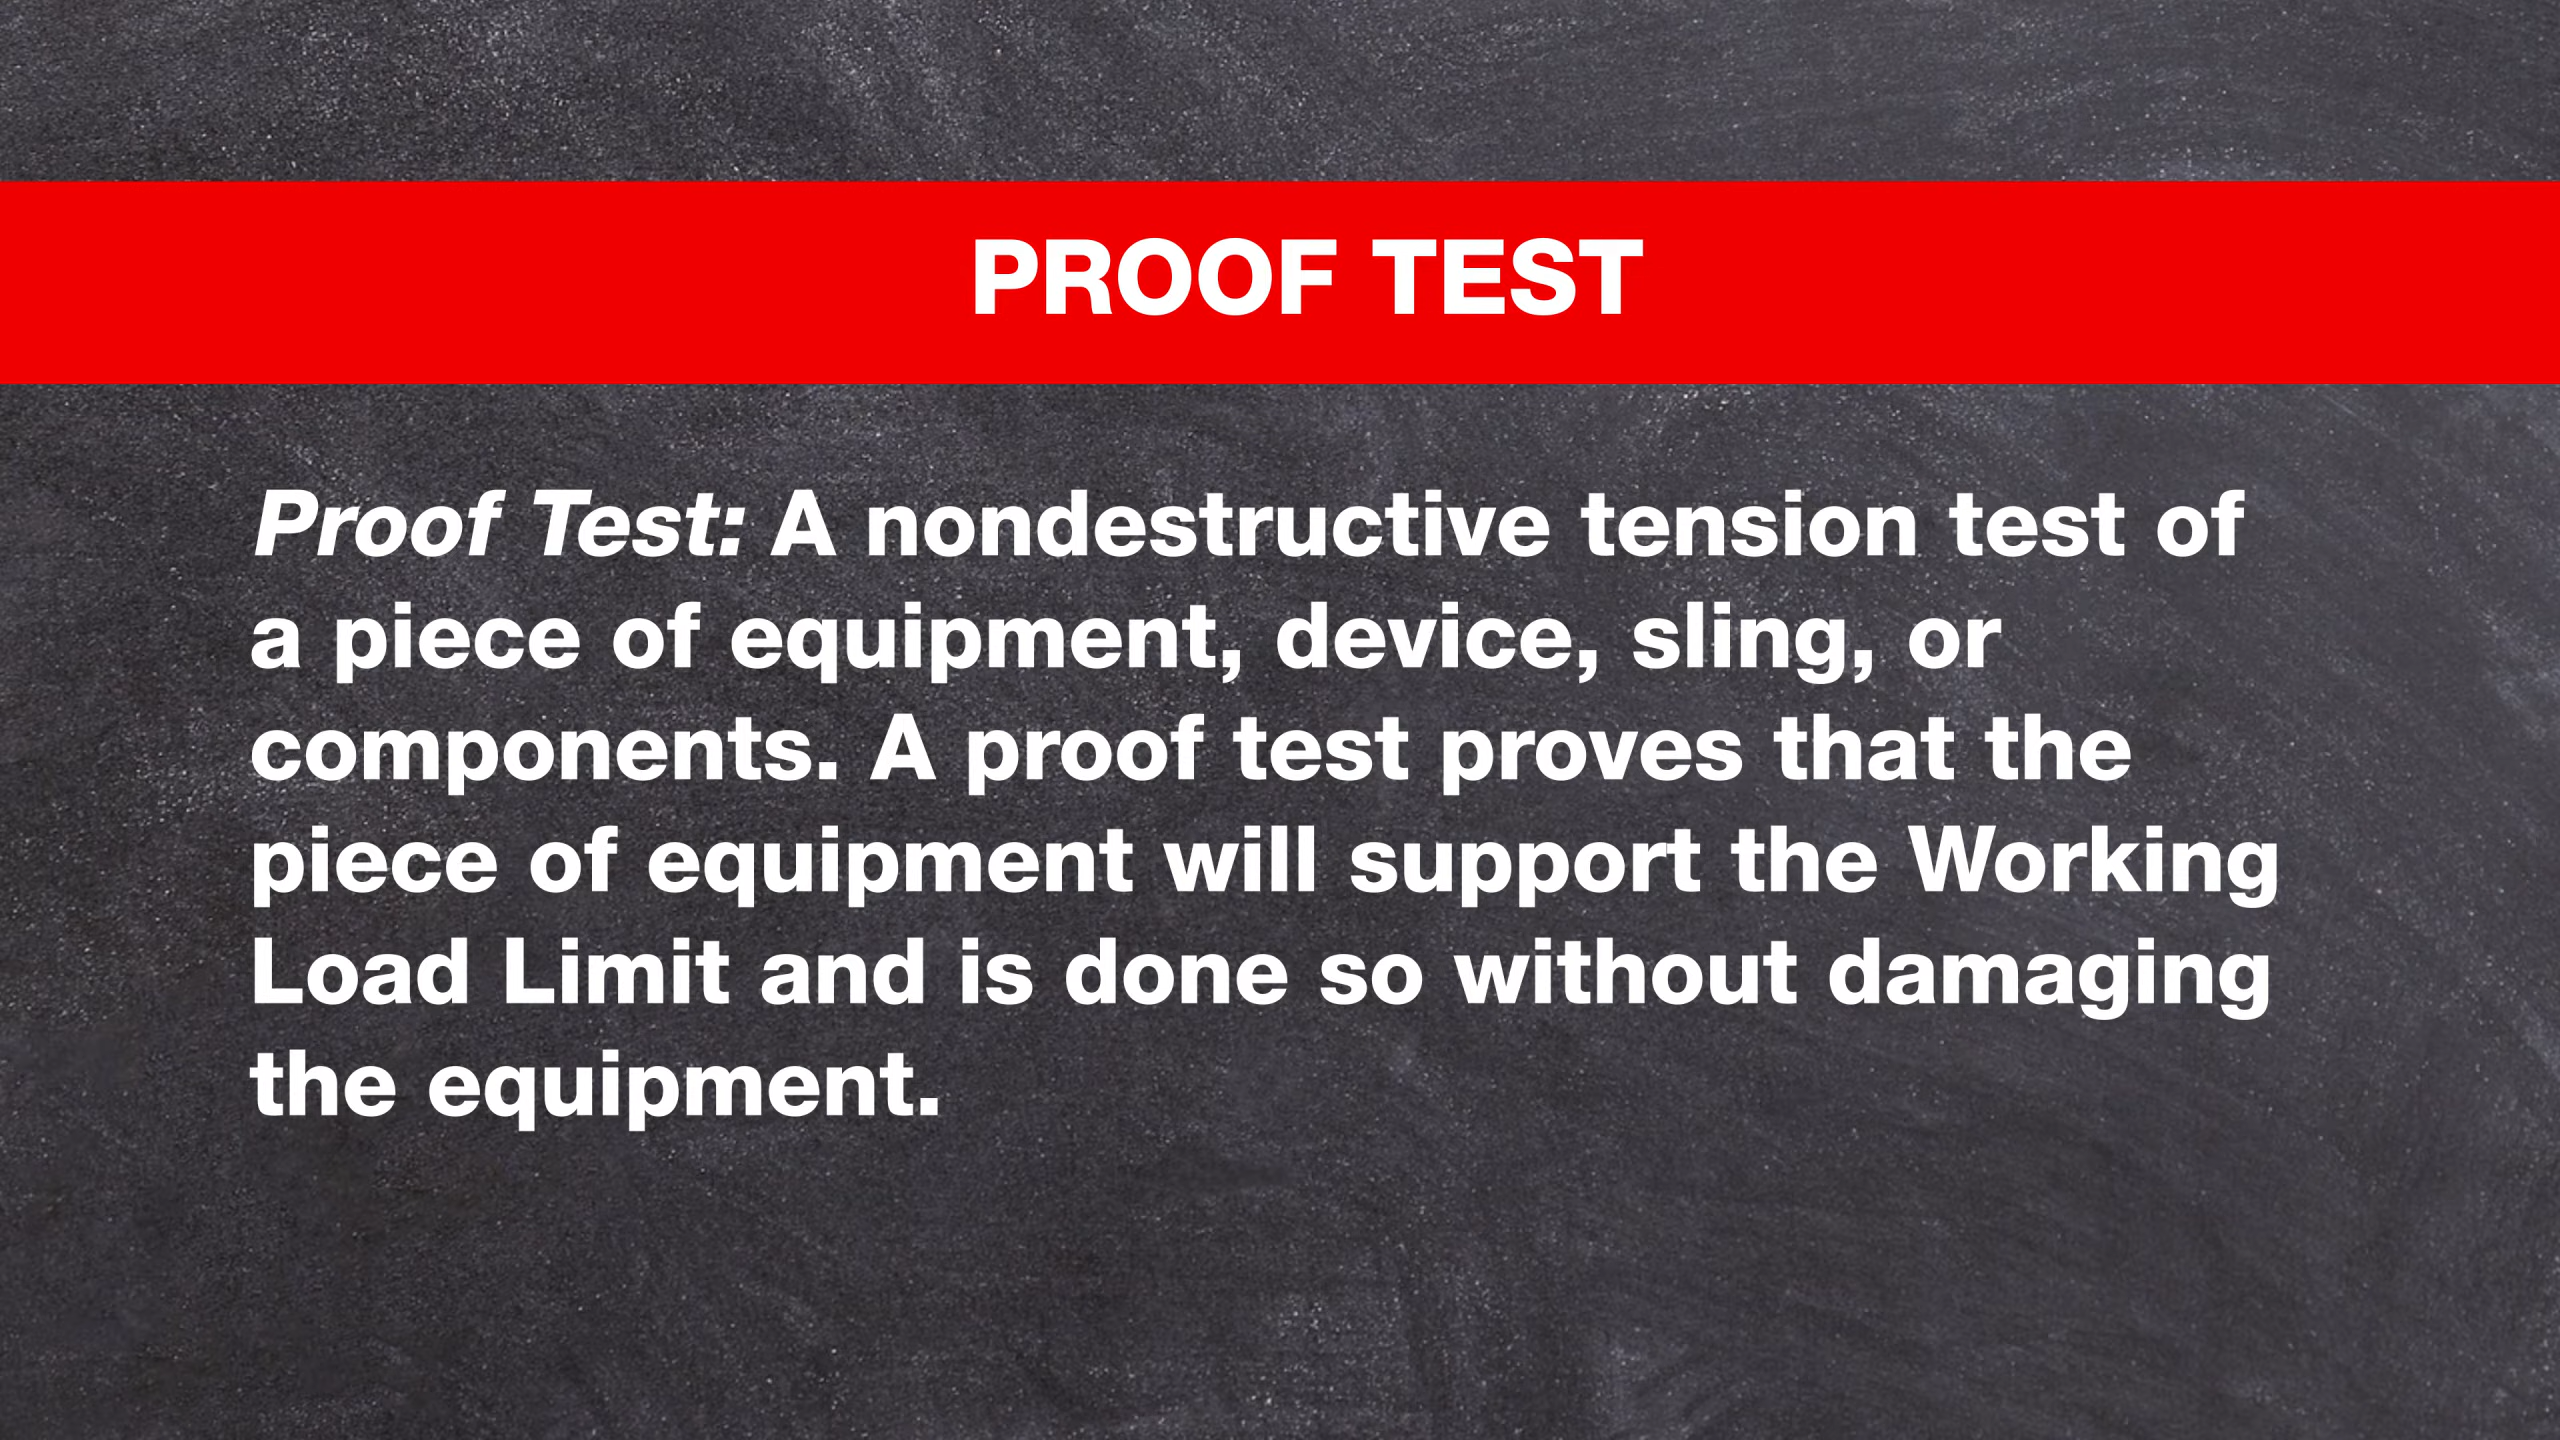 PROOF TEST
Proof Test: A nondestructive tension test of
a piece of equipment, device, sling, or
components. A proof test proves that the
piece of equipment will support the Working
Load Limit and is done so without damaging
the equipment.